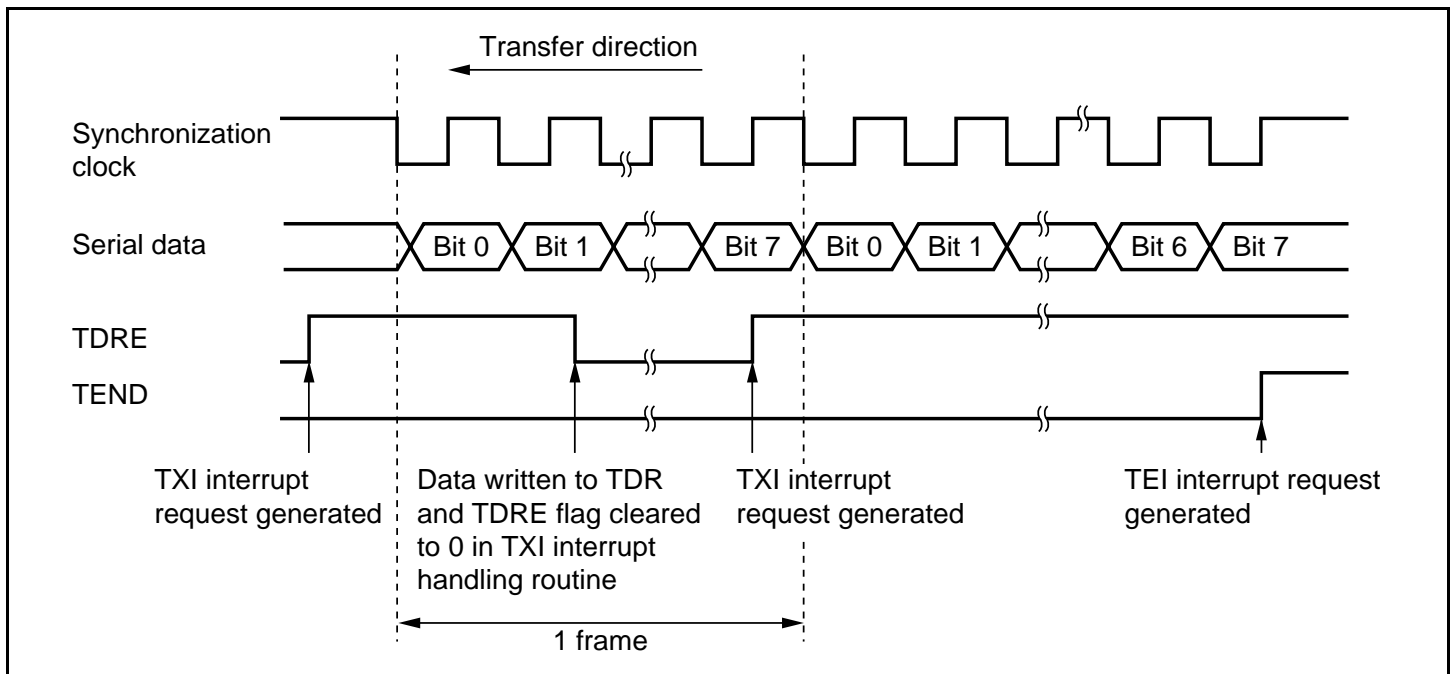 Transfer direction
Synchronization
clock
Serial data
Bit 0
Bit 1
Bit 7
Bit 0
Bit 1
Bit 6
Bit 7
TDRE
TEND
TXI interrupt
request generated
Data written to TDR
and TDRE flag cleared
to 0 in TXI interrupt
handling routine
TXI interrupt
request generated
TEI interrupt request
generated
1 frame